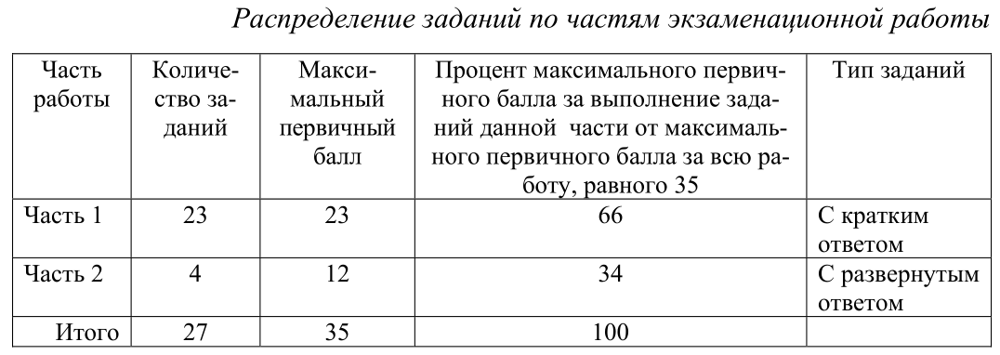 Распределение заданий по частям экзаменационной работы
Часть работы | Количе-ство за-даний | Макси-мальный первичный балл | Процент максимального первич-ного балла за выполнение зада-ний данной части от максималь-ного первичного балла за всю ра-боту, равного 35 | Тип заданий
Часть 1 | 23 | 23 | 66 | С кратким ответом
Часть 2 | 4 | 12 | 34 | С развернутым ответом
Итого | 27 | 35 | 100 |